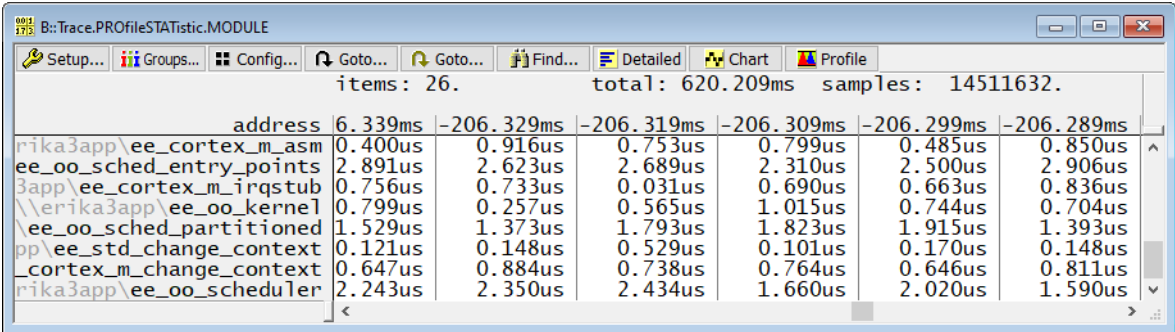 B::Trace.PROfileSTATistic.MODULE
Setup... Groups... Config... Goto... Goto... Find... Detailed Chart Profile
items: 26. total: 620.209ms samples: 14511632.
address 6.339ms -206.329ms -206.319ms -206.309ms -206.299ms -206.289ms
rika3app\ee_cortex_m_asm 0.400us 0.916us 0.753us 0.799us 0.485us 0.850us
ee_oo_sched_entry_points 2.891us 2.623us 2.689us 2.310us 2.500us 2.906us
3app\ee_cortex_m_irqstub 0.756us 0.733us 0.031us 0.690us 0.663us 0.836us
\\erika3app\ee_oo_kernel 0.799us 0.257us 0.565us 1.015us 0.744us 0.704us
\ee_oo_sched_partitioned 1.529us 1.373us 1.793us 1.823us 1.915us 1.393us
pp\ee_std_change_context 0.121us 0.148us 0.529us 0.101us 0.170us 0.148us
_cortex_m_change_context 0.647us 0.884us 0.738us 0.764us 0.646us 0.811us
rika3app\ee_oo_scheduler 2.243us 2.350us 2.434us 1.660us 2.020us 1.590us